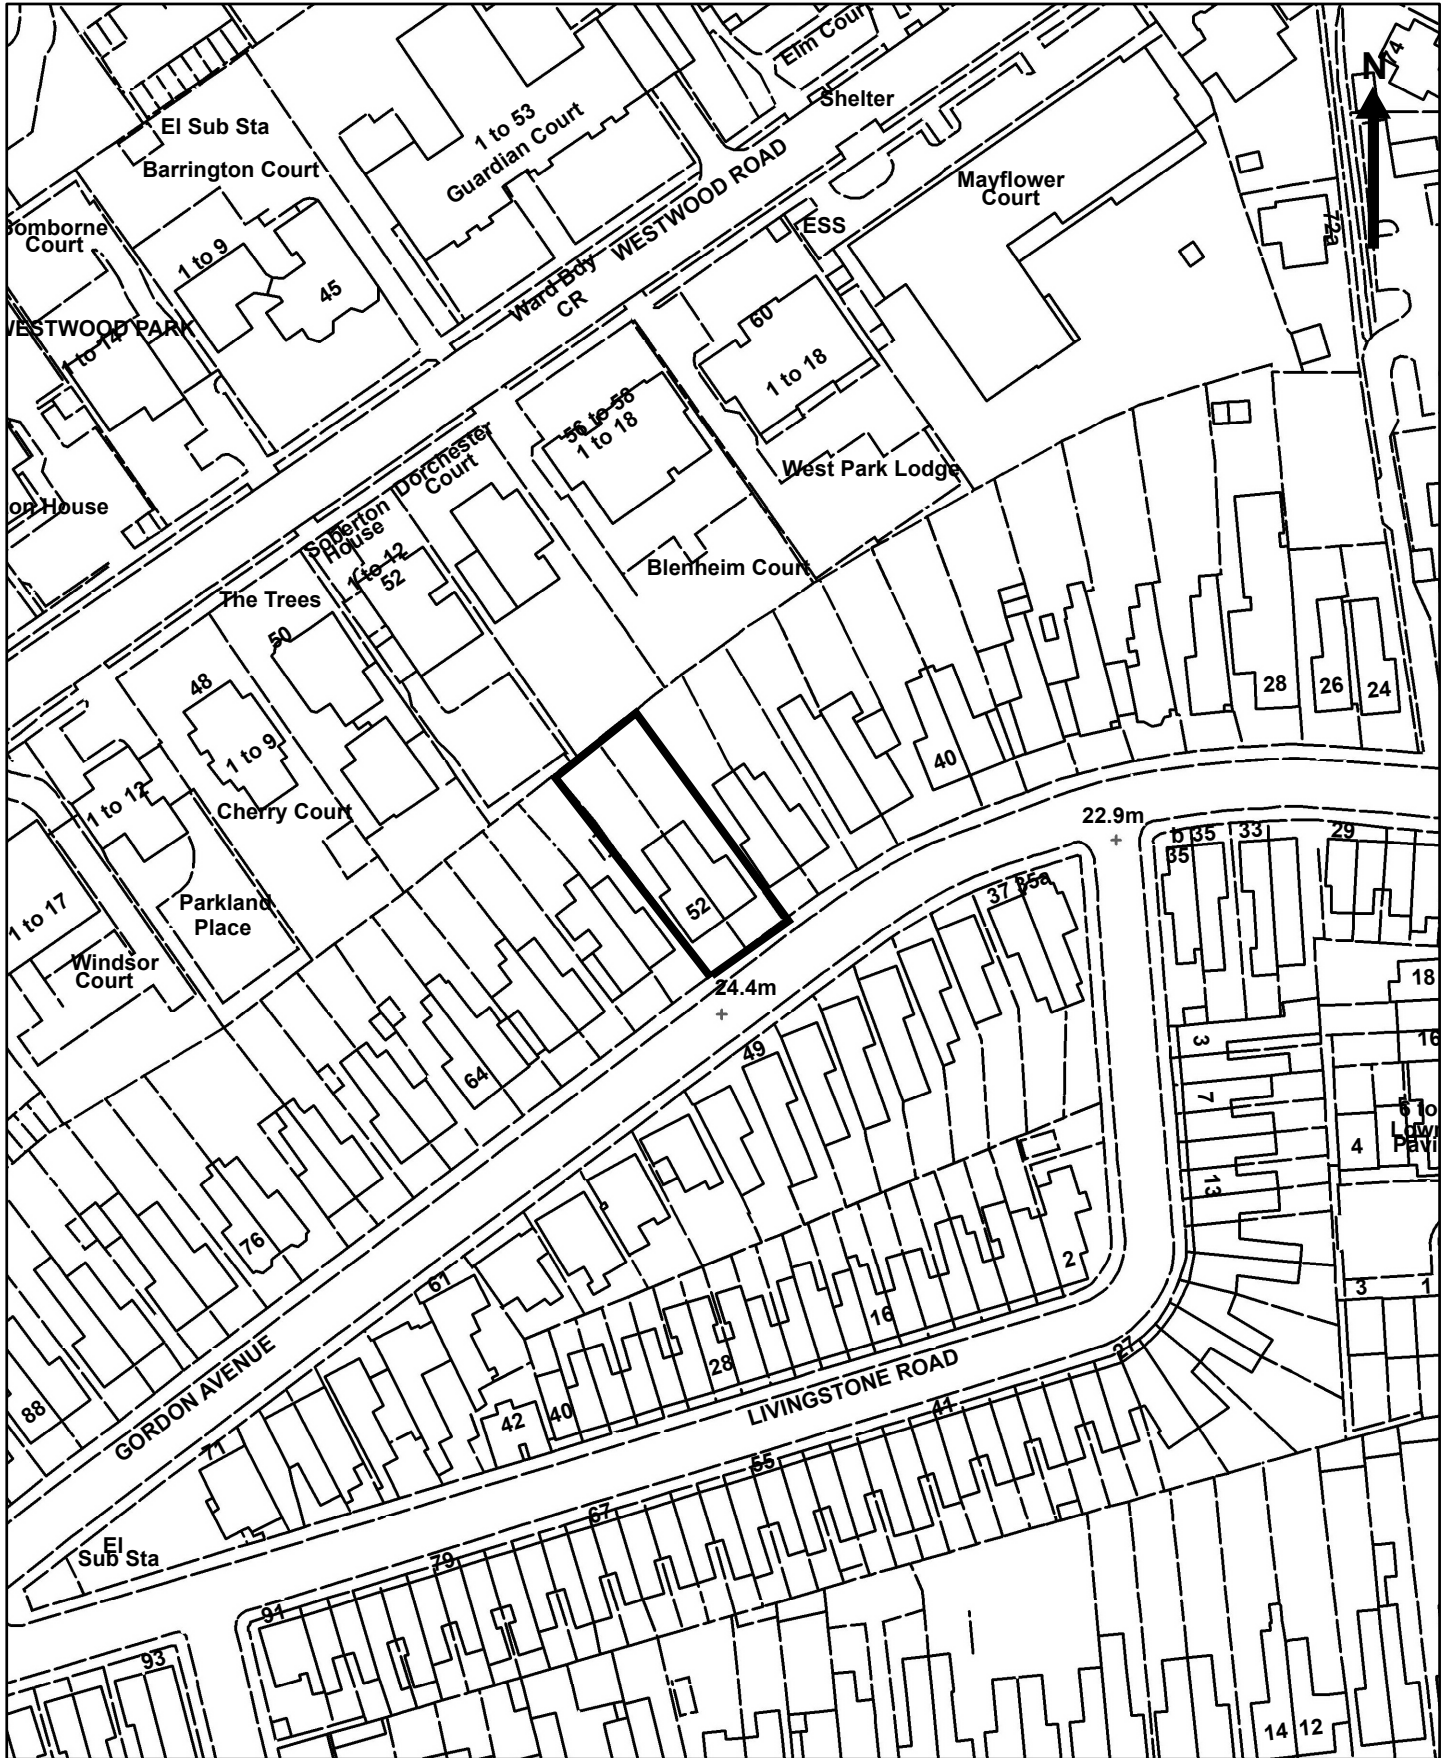 Elm Court
74
N
Shelter
El Sub Sta
1 to 53
Guardian Court
Barrington Court
WESTWOOD ROAD
Mayflower
Court
Court
1 to 9
45
ESS
72a
Ward Bdy
CR
WESTWOOD PARK
1 to 14
60
1 to 18
56 to 58
1 to 18
West Park Lodge
Dorchester
Court
House
Soberton
House
1 to 12
52
Blenheim Court
The Trees
50
48
1 to 9
28
26
24
40
1 to 12
Cherry Court
22.9m
b
35
33
29
35
37
35a
Parkland
Place
52
1 to 17
Windsor
Court
24.4m
18
16
49
3
64
7
4
13
76
2
61
3
1
16
28
27
GORDON AVENUE
LIVINGSTONE ROAD
88
42
40
41
71
55
67
El
Sub Sta
79
91
93
14
12